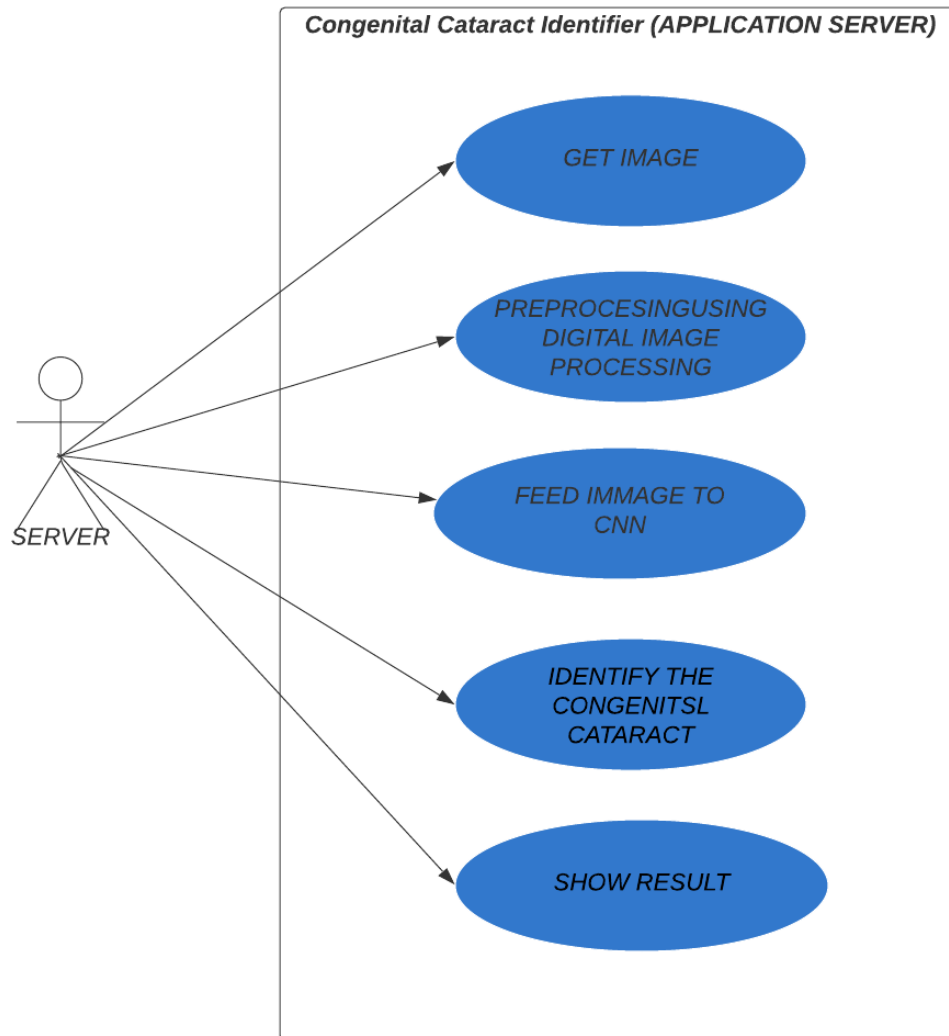 Congenital Cataract Identifier (APPLICATION SERVER)
GET IMAGE
PREPROCESINGUSING
DIGITAL IMAGE
PROCESSING
FEED IMMAGE TO
CNN
SERVER
IDENTIFY THE
CONGENITSL
CATARACT
SHOW RESULT